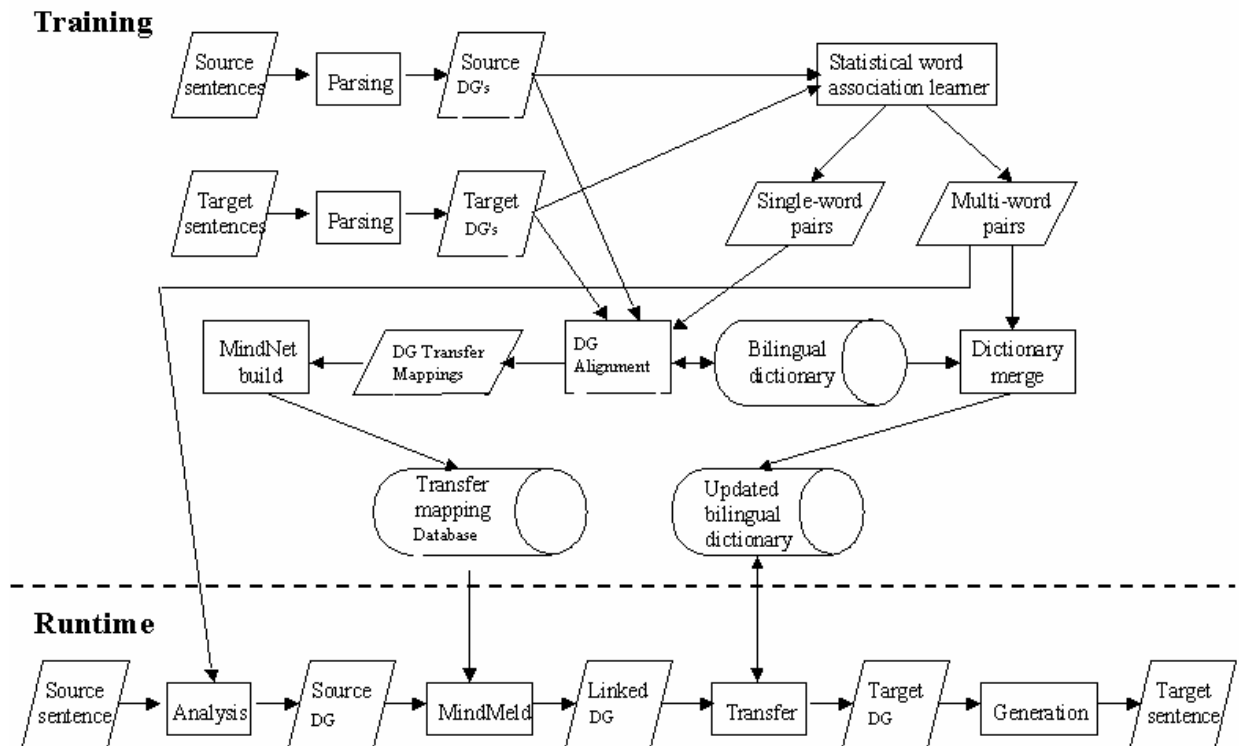 Training
Source
sentences
Parsing
Source
DG's
Statistical word
association learner
Target
sentences
Parsing
Target
DG's
Single-word
pairs
Multi-word
pairs
MindNet
build
DG Transfer
Mappings
DG
Alignment
Bilingual
dictionary
Dictionary
merge
Transfer
mapping
Database
Updated
bilingual
dictionary
Runtime
Source
sentence
Analysis
Source
DG
MindMeld
Linked
DG
Transfer
Target
DG
Generation
Target
sentence